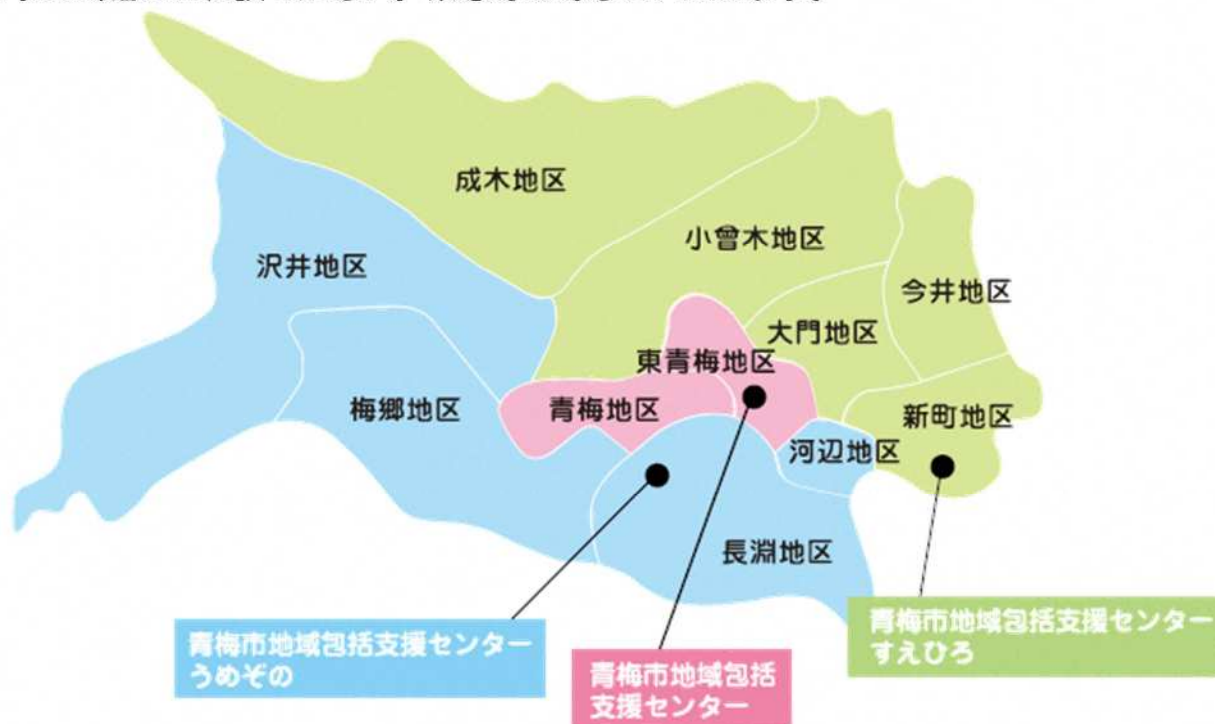 成木地区
小曾木地区
沢井地区
今井地区
大門地区
東青梅地区
梅郷地区
青梅地区
新町地区
河辺地区
長淵地区
青梅市地域包括支援センター
うめぞの
青梅市地域包括
支援センター
青梅市地域包括支援センター
すえひろ